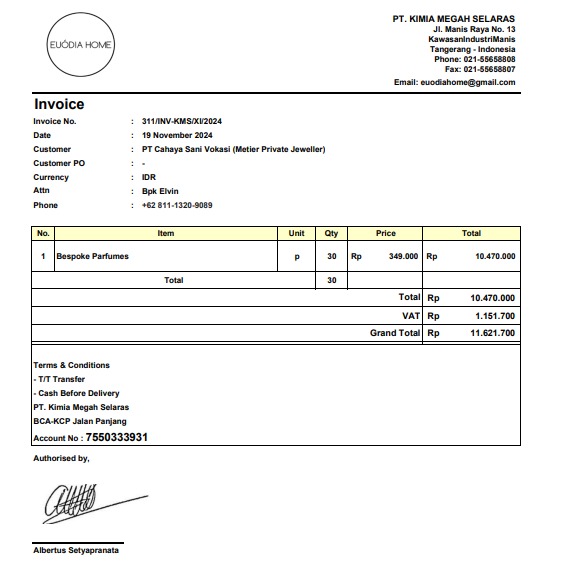 EUÓDIA HOME
PT. KIMIA MEGAH SELARAS
Jl. Manis Raya No. 13
KawasanIndustriManis
Tangerang - Indonesia
Phone: 021-55658808
Fax: 021-55658807
Email: euodiahome@gmail.com
Invoice
Invoice No. : 311/INV-KMS/XI/2024
Date : 19 November 2024
Customer : PT Cahaya Sani Vokasi (Metier Private Jeweller)
Customer PO : -
Currency : IDR
Attn : Bpk Elvin
Phone : +62 811-1320-9089
No. Item Unit Qty Price Total
1 Bespoke Parfumes p 30 Rp 349.000 Rp 10.470.000
Total 30
Total Rp 10.470.000
VAT Rp 1.151.700
Grand Total Rp 11.621.700
Terms & Conditions
- T/T Transfer
- Cash Before Delivery
PT. Kimia Megah Selaras
BCA-KCP Jalan Panjang
Account No : 7550333931
Authorised by,
Albertus Setyapranata